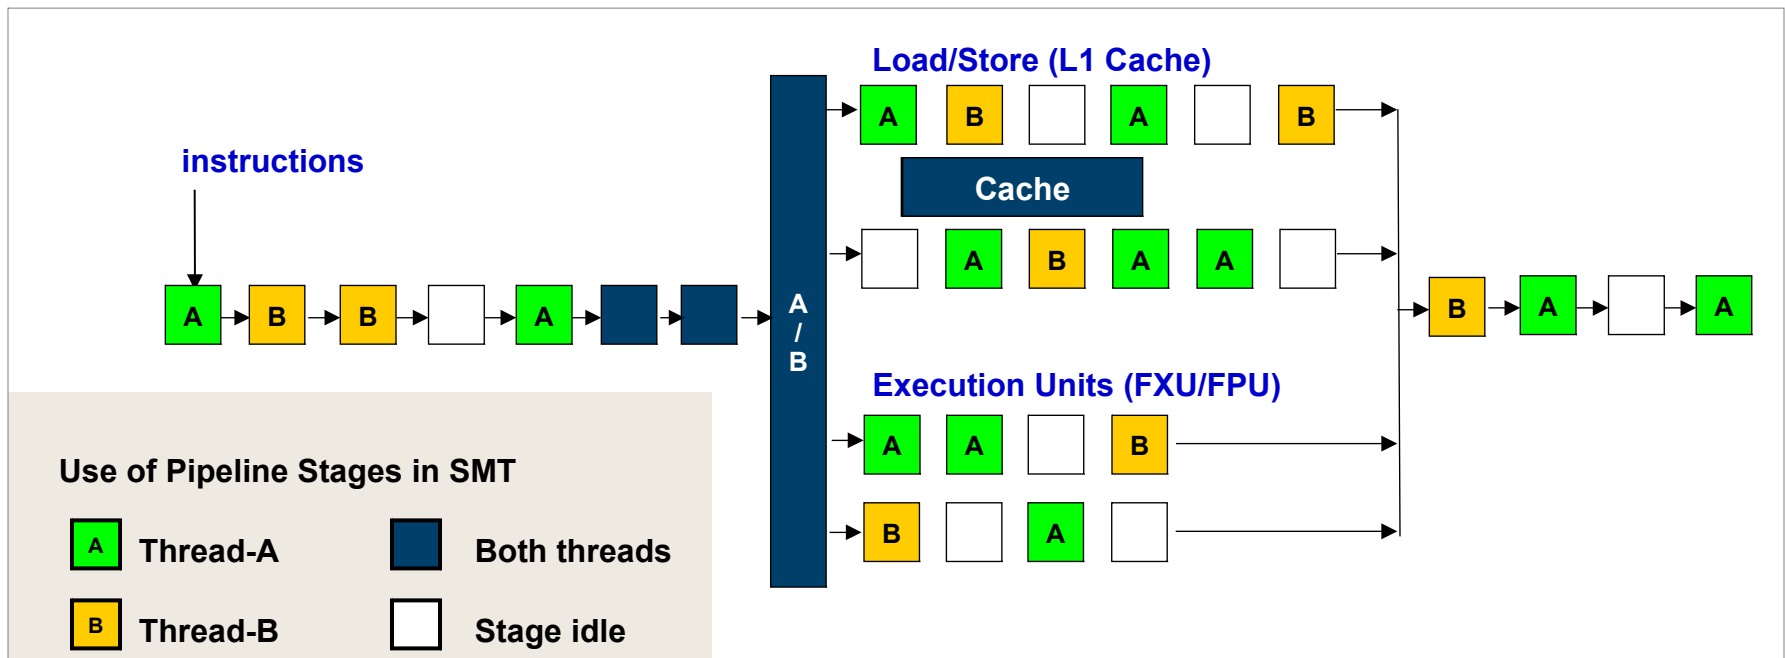 Load/Store (L1 Cache)
A B A B
instructions
Cache
A B A A
A B B A
A
/
B
B A A
Execution Units (FXU/FPU)
A A B
B A
Use of Pipeline Stages in SMT
A Thread-A
Both threads
B Thread-B
Stage idle